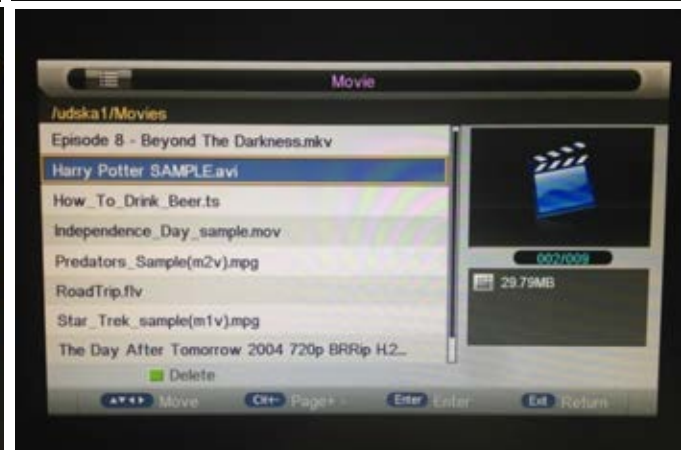 Movie
/udska1/Movies
Episode 8 - Beyond The Darkness.mkv
Harry Potter SAMPLE.avi
How_To_Drink_Beer.ts
Independence_Day_sample.mov
Predators_Sample(m2v).mpg
RoadTrip.flv
Star_Trek_sample(m1v).mpg
The Day After Tomorrow 2004 720p BRRip H.2...
002/009
29.79MB
Delete
Move CH+- Page+ - Enter Enter Exit Return